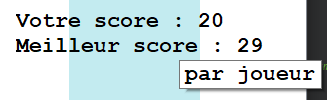 Votre score : 20
Meilleur score : 29
par joueur